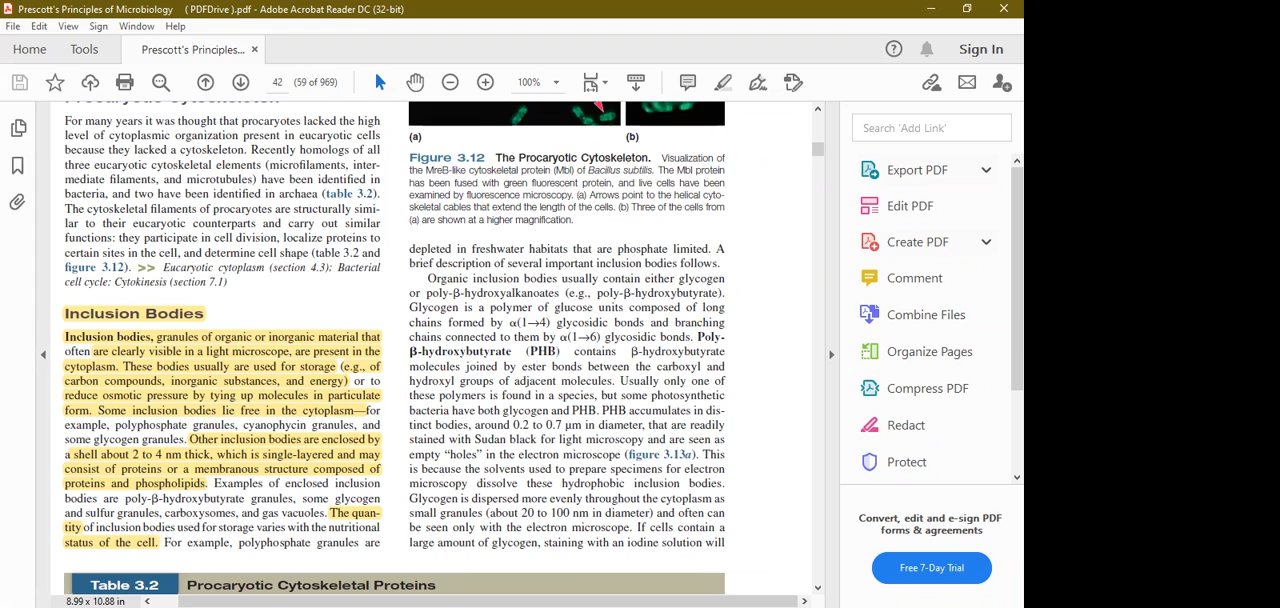 Prescott's Principles of Microbiology ( PDFDrive ).pdf - Adobe Acrobat Reader DC (32-bit)
File Edit View Sign Window Help
Home Tools Prescott's Principles... × Sign In
42 (59 of 969) 100%
For many years it was thought that procaryotes lacked the high
level of cytoplasmic organization present in eucaryotic cells
because they lacked a cytoskeleton. Recently homologs of all
three eucaryotic cytoskeletal elements (microfilaments, inter-
mediate filaments, and microtubules) have been identified in
bacteria, and two have been identified in archaea (table 3.2).
The cytoskeletal filaments of procaryotes are structurally simi-
lar to their eucaryotic counterparts and carry out similar
functions: they participate in cell division, localize proteins to
certain sites in the cell, and determine cell shape (table 3.2 and
figure 3.12). >> Eucaryotic cytoplasm (section 4.3); Bacterial
cell cycle: Cytokinesis (section 7.1)
Inclusion Bodies
Inclusion bodies, granules of organic or inorganic material that
often are clearly visible in a light microscope, are present in the
cytoplasm. These bodies usually are used for storage (e.g., of
carbon compounds, inorganic substances, and energy) or to
reduce osmotic pressure by tying up molecules in particulate
form. Some inclusion bodies lie free in the cytoplasm—for
example, polyphosphate granules, cyanophycin granules, and
some glycogen granules. Other inclusion bodies are enclosed by
a shell about 2 to 4 nm thick, which is single-layered and may
consist of proteins or a membranous structure composed of
proteins and phospholipids. Examples of enclosed inclusion
bodies are poly-β-hydroxybutyrate granules, some glycogen
and sulfur granules, carboxysomes, and gas vacuoles. The quan-
tity of inclusion bodies used for storage varies with the nutritional
status of the cell. For example, polyphosphate granules are
(a) (b)
Figure 3.12 The Procaryotic Cytoskeleton. Visualization of
the MreB-like cytoskeletal protein (Mbl) of Bacillus subtilis. The Mbl protein
has been fused with green fluorescent protein, and live cells have been
examined by fluorescence microscopy. (a) Arrows point to the helical cyto-
skeletal cables that extend the length of the cells. (b) Three of the cells from
(a) are shown at a higher magnification.
depleted in freshwater habitats that are phosphate limited. A
brief description of several important inclusion bodies follows.
Organic inclusion bodies usually contain either glycogen
or poly-β-hydroxyalkanoates (e.g., poly-β-hydroxybutyrate).
Glycogen is a polymer of glucose units composed of long
chains formed by α(1→4) glycosidic bonds and branching
chains connected to them by α(1→6) glycosidic bonds. Poly-
β-hydroxybutyrate (PHB) contains β-hydroxybutyrate
molecules joined by ester bonds between the carboxyl and
hydroxyl groups of adjacent molecules. Usually only one of
these polymers is found in a species, but some photosynthetic
bacteria have both glycogen and PHB. PHB accumulates in dis-
tinct bodies, around 0.2 to 0.7 μm in diameter, that are readily
stained with Sudan black for light microscopy and are seen as
empty “holes” in the electron microscope (figure 3.13a). This
is because the solvents used to prepare specimens for electron
microscopy dissolve these hydrophobic inclusion bodies.
Glycogen is dispersed more evenly throughout the cytoplasm as
small granules (about 20 to 100 nm in diameter) and often can
be seen only with the electron microscope. If cells contain a
large amount of glycogen, staining with an iodine solution will
Table 3.2 Procaryotic Cytoskeletal Proteins
8.99 x 10.88 in
Search 'Add Link'
Export PDF
Edit PDF
Create PDF
Comment
Combine Files
Organize Pages
Compress PDF
Redact
Protect
Convert, edit and e-sign PDF
forms & agreements
Free 7-Day Trial